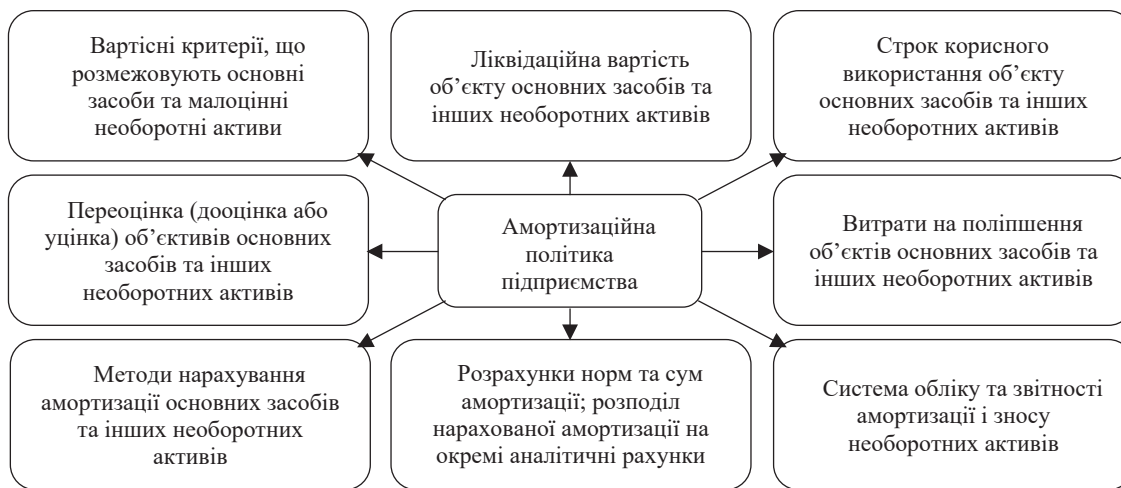 Вартісні критерії, що
розмежовують основні
засоби та малоцінні
необоротні активи
Ліквідаційна вартість
об’єкту основних засобів та
інших необоротних активів
Строк корисного
використання об’єкту
основних засобів та інших
необоротних активів
Переоцінка (дооцінка або
уцінка) об’єктивів основних
засобів та інших
необоротних активів
Амортизаційна
політика
підприємства
Витрати на поліпшення
об’єктів основних засобів та
інших необоротних активів
Методи нарахування
амортизації основних засобів
та інших необоротних
активів
Розрахунки норм та сум
амортизації; розподіл
нарахованої амортизації на
окремі аналітичні рахунки
Система обліку та звітності
амортизації і зносу
необоротних активів